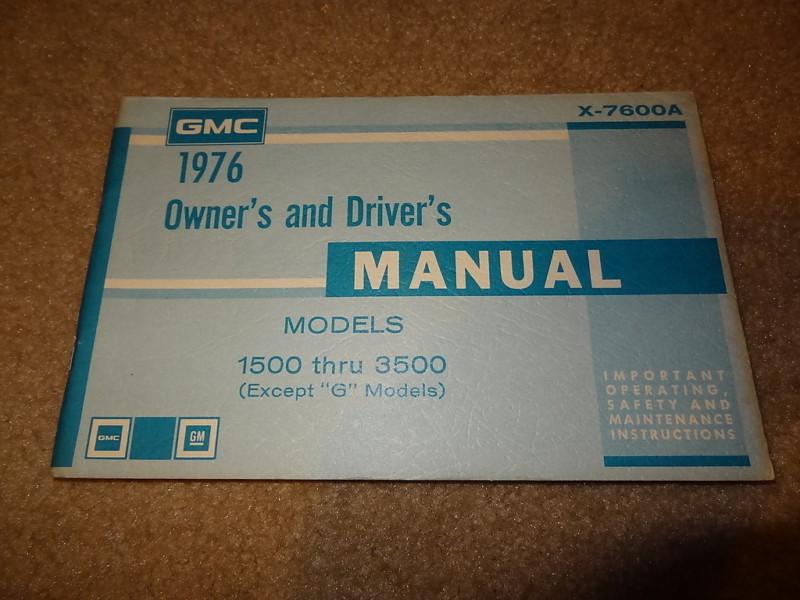 GMC
X-7600A
1976
Owner's and Driver's
MANUAL
MODELS
1500 thru 3500
(Except "G" Models)
IMPORTANT
OPERATING,
SAFETY AND
MAINTENANCE
INSTRUCTIONS
GMC
GM